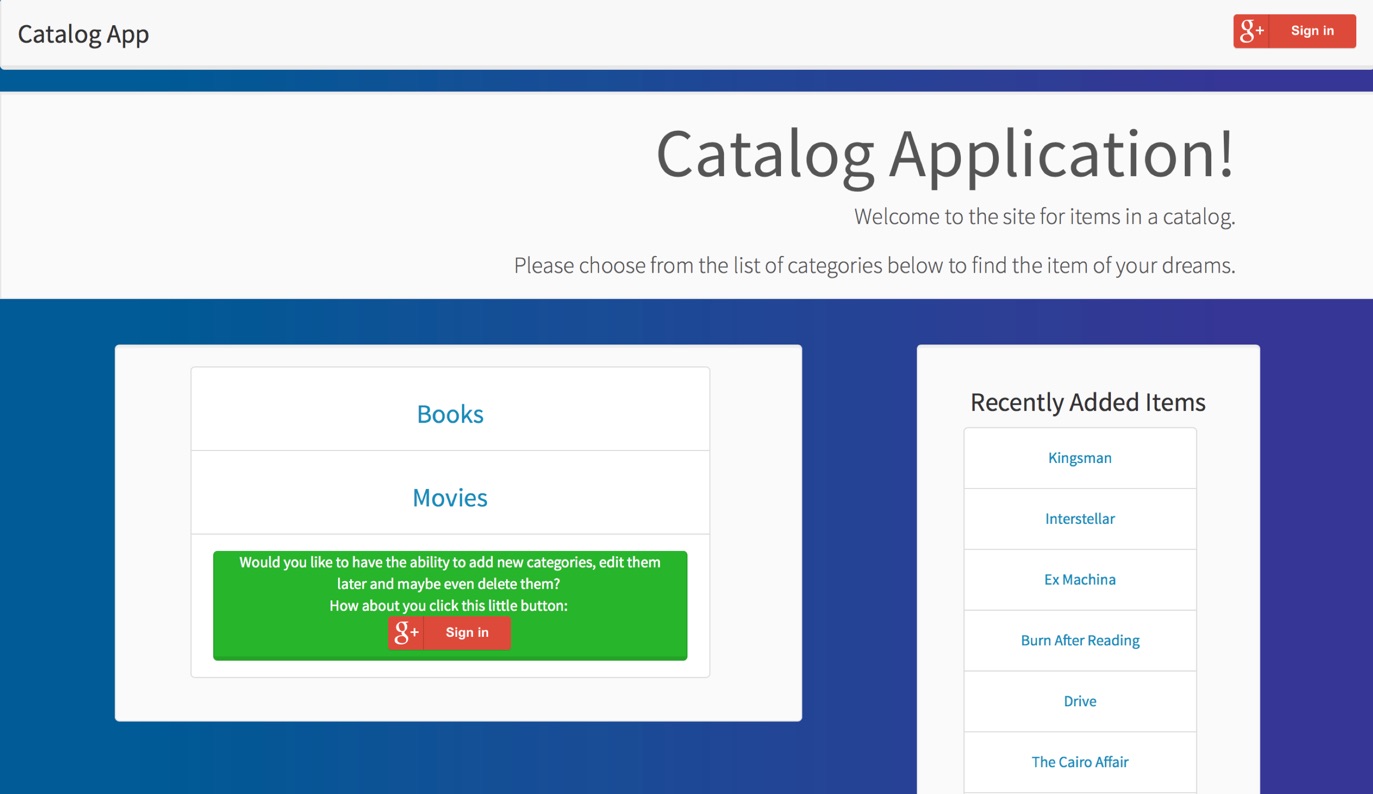 Catalog App
g+ Sign in
Catalog Application!
Welcome to the site for items in a catalog.
Please choose from the list of categories below to find the item of your dreams.
Books
Movies
Would you like to have the ability to add new categories, edit them
later and maybe even delete them?
How about you click this little button:
g+ Sign in
Recently Added Items
Kingsman
Interstellar
Ex Machina
Burn After Reading
Drive
The Cairo Affair